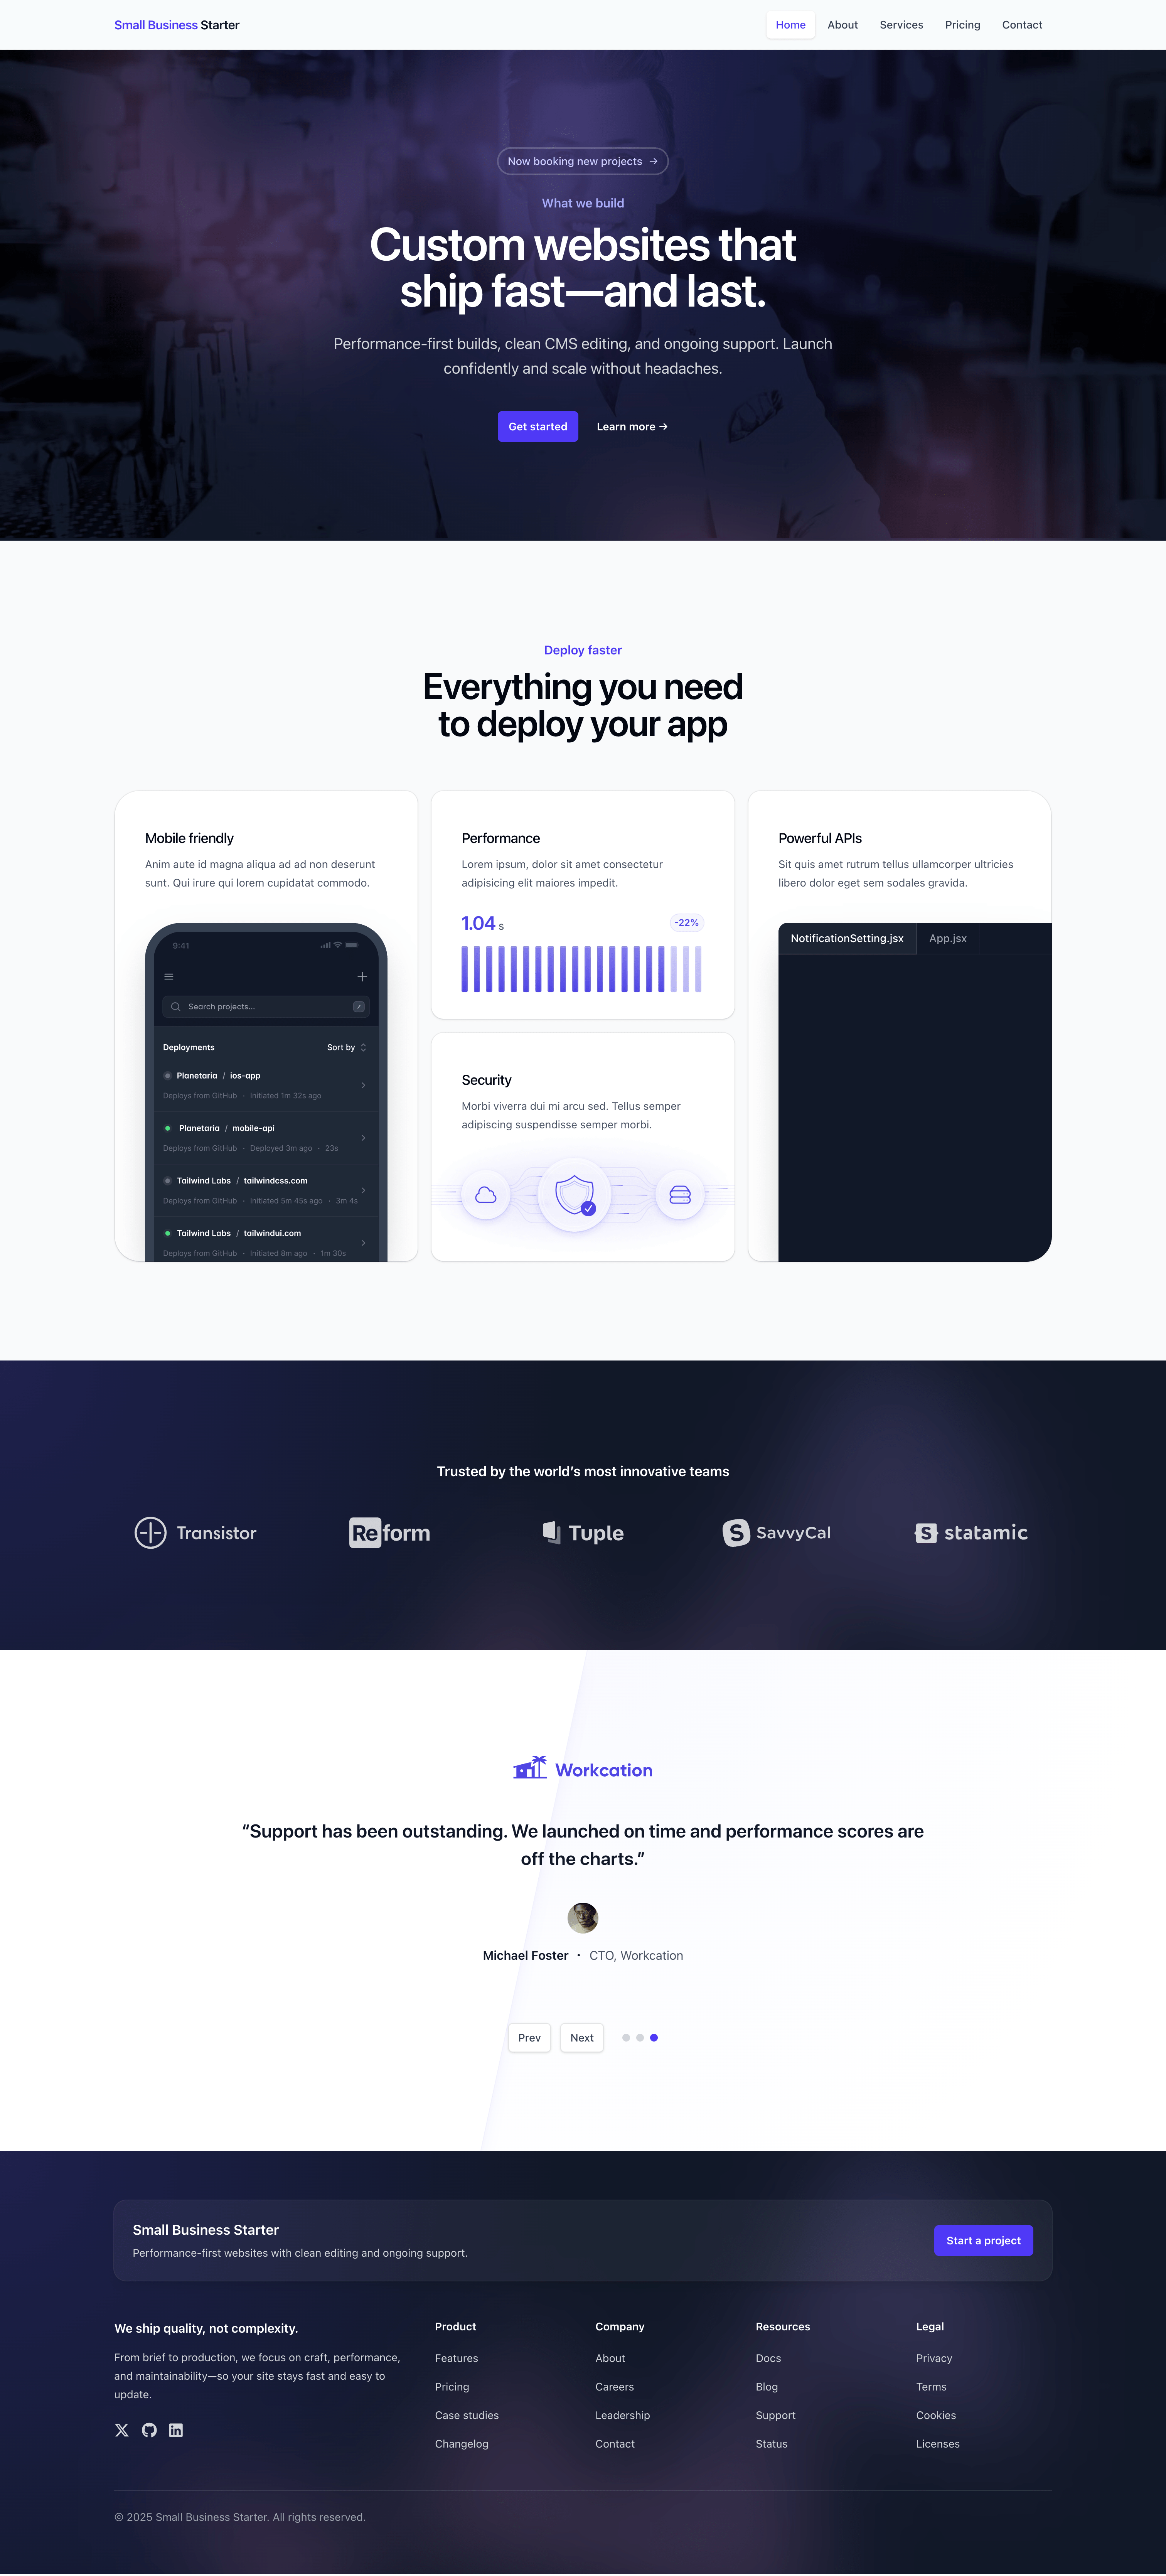 Small Business Starter
Home About Services Pricing Contact
Now booking new projects →
What we build
Custom websites that
ship fast—and last.
Performance-first builds, clean CMS editing, and ongoing support. Launch
confidently and scale without headaches.
Get started Learn more →
Deploy faster
Everything you need
to deploy your app
Mobile friendly
Anim aute id magna aliqua ad ad non deserunt
sunt. Qui irure qui lorem cupidatat commodo.
9:41
Search projects...
/
Deployments Sort by
Planetaria / ios-app
Deploys from GitHub · Initiated 1m 32s ago
Planetaria / mobile-api
Deploys from GitHub · Deployed 3m ago · 23s
Tailwind Labs / tailwindcss.com
Deploys from GitHub · Initiated 5m 45s ago · 3m 4s
Tailwind Labs / tailwindui.com
Deploys from GitHub · Initiated 8m ago · 1m 30s
Performance
Lorem ipsum, dolor sit amet consectetur
adipisicing elit maiores impedit.
1.04 s -22%
Security
Morbi viverra dui mi arcu sed. Tellus semper
adipiscing suspendisse semper morbi.
Powerful APIs
Sit quis amet rutrum tellus ullamcorper ultricies
libero dolor eget sem sodales gravida.
NotificationSetting.jsx App.jsx
Trusted by the world’s most innovative teams
Transistor Reform Tuple S SavvyCal S statamic
Workcation
“Support has been outstanding. We launched on time and performance scores are
off the charts.”
Michael Foster · CTO, Workcation
Prev Next
Small Business Starter
Performance-first websites with clean editing and ongoing support.
Start a project
We ship quality, not complexity.
From brief to production, we focus on craft, performance,
and maintainability—so your site stays fast and easy to
update.
X in
Product
Features
Pricing
Case studies
Changelog
Company
About
Careers
Leadership
Contact
Resources
Docs
Blog
Support
Status
Legal
Privacy
Terms
Cookies
Licenses
© 2025 Small Business Starter. All rights reserved.